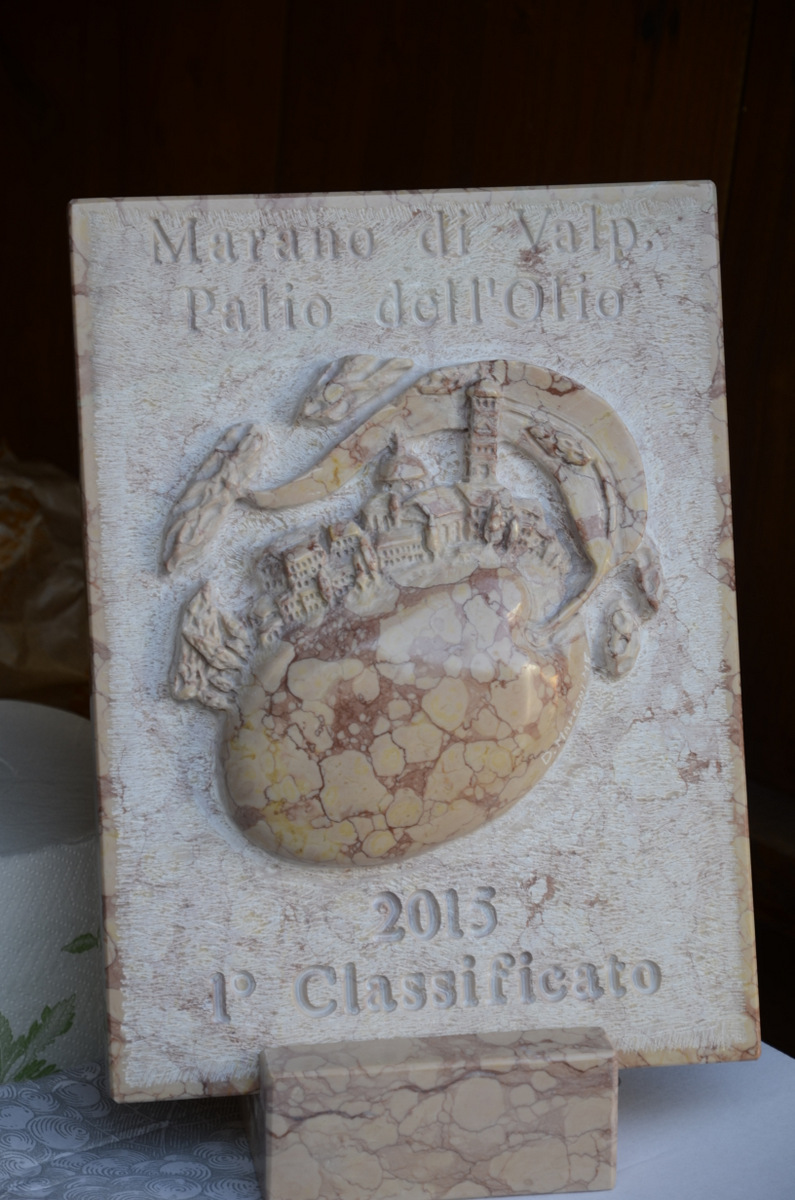 Marano di Valp.
Palio dell'Olio
2015
1° Classificato